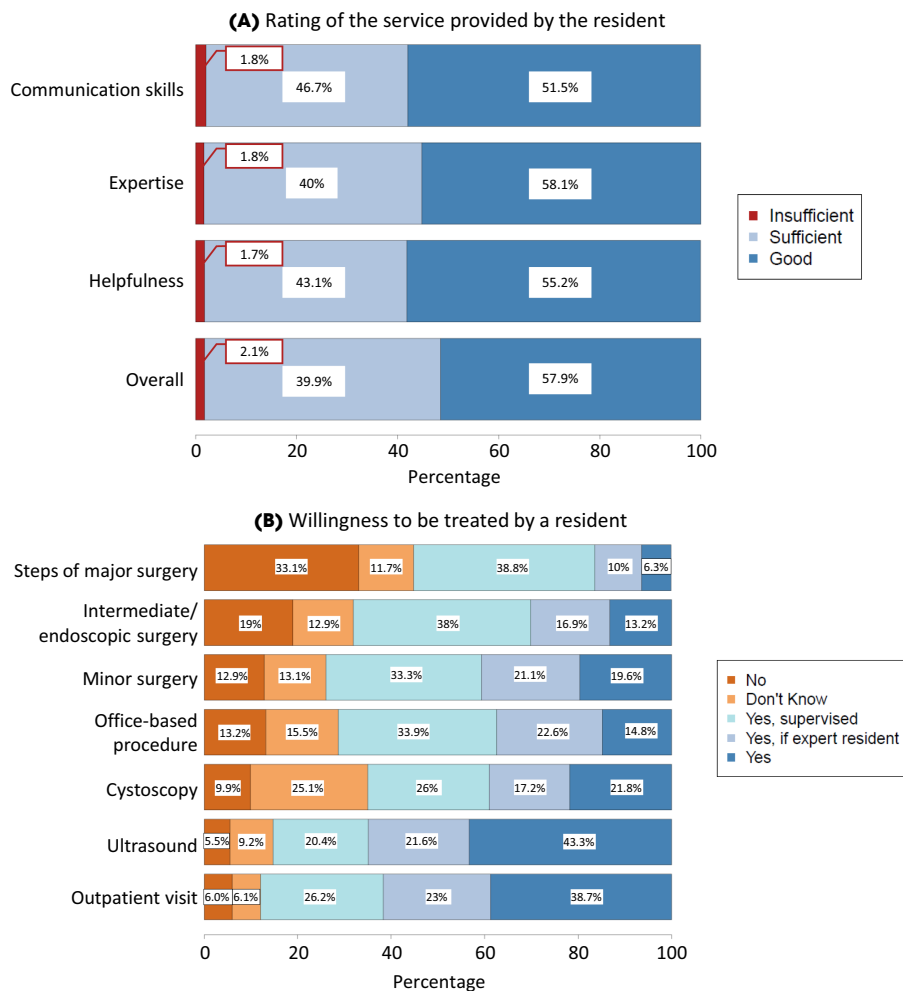 (A) Rating of the service provided by the resident
Communication skills
1.8%
46.7%
51.5%
Expertise
1.8%
40%
58.1%
Helpfulness
1.7%
43.1%
55.2%
Overall
2.1%
39.9%
57.9%
0 20 40 60 80 100
Percentage
Insufficient
Sufficient
Good
(B) Willingness to be treated by a resident
Steps of major surgery
33.1% 11.7% 38.8% 10% 6.3%
Intermediate/
endoscopic surgery
19% 12.9% 38% 16.9% 13.2%
Minor surgery
12.9% 13.1% 33.3% 21.1% 19.6%
Office-based
procedure
13.2% 15.5% 33.9% 22.6% 14.8%
Cystoscopy
9.9% 25.1% 26% 17.2% 21.8%
Ultrasound
5.5% 9.2% 20.4% 21.6% 43.3%
Outpatient visit
6.0% 6.1% 26.2% 23% 38.7%
0 20 40 60 80 100
Percentage
No
Don't Know
Yes, supervised
Yes, if expert resident
Yes